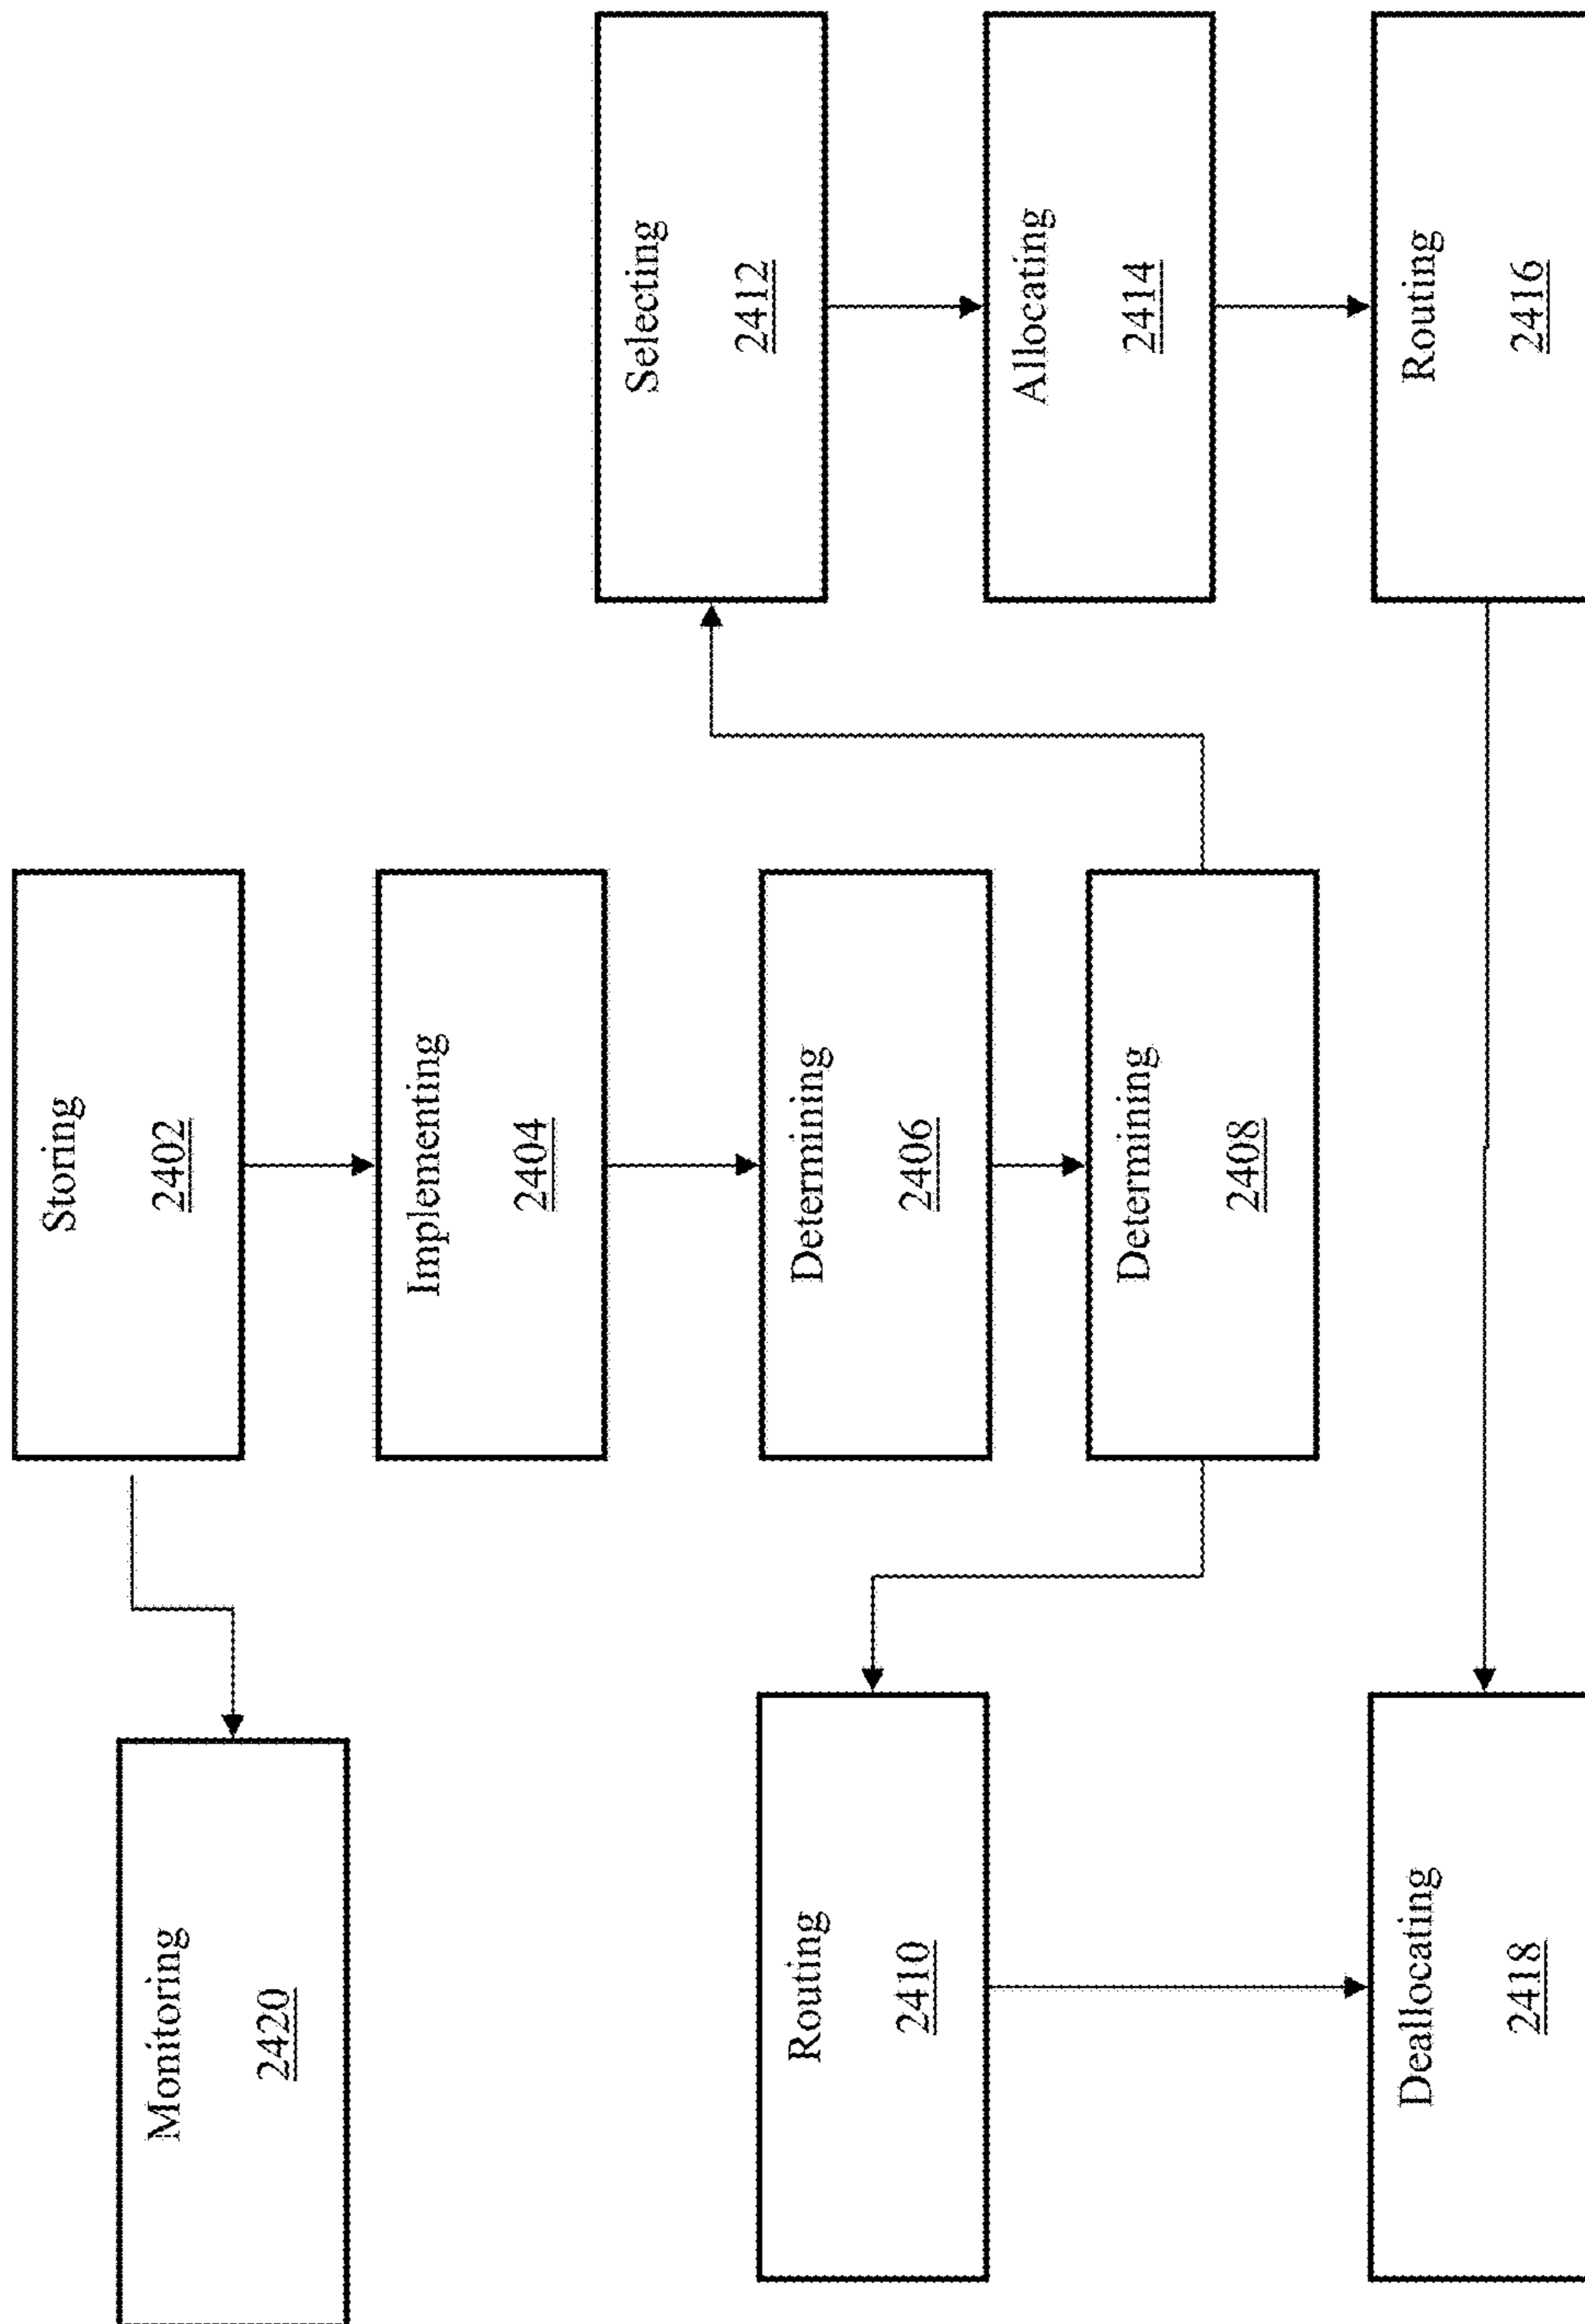 Storing
2402
Implementing
2404
Determining
2406
Determining
2408
Monitoring
2420
Routing
2410
Deallocating
2418
Selecting
2412
Allocating
2414
Routing
2416